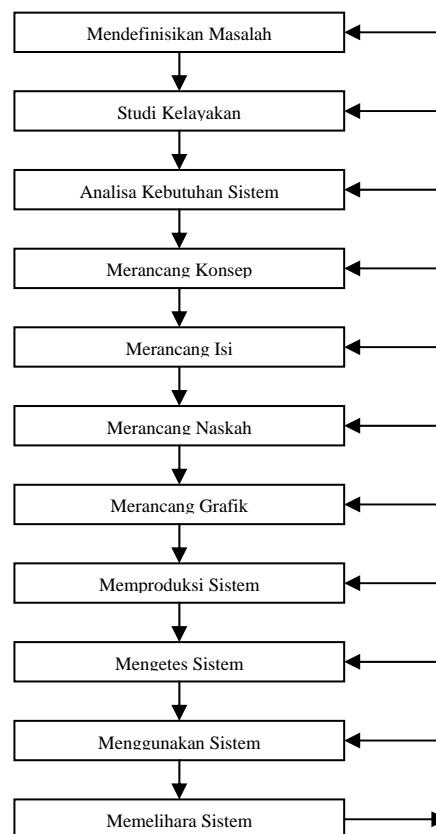 Mendefinisikan Masalah
Studi Kelayakan
Analisa Kebutuhan Sistem
Merancang Konsep
Merancang Isi
Merancang Naskah
Merancang Grafik
Memproduksi Sistem
Mengetes Sistem
Menggunakan Sistem
Memelihara Sistem